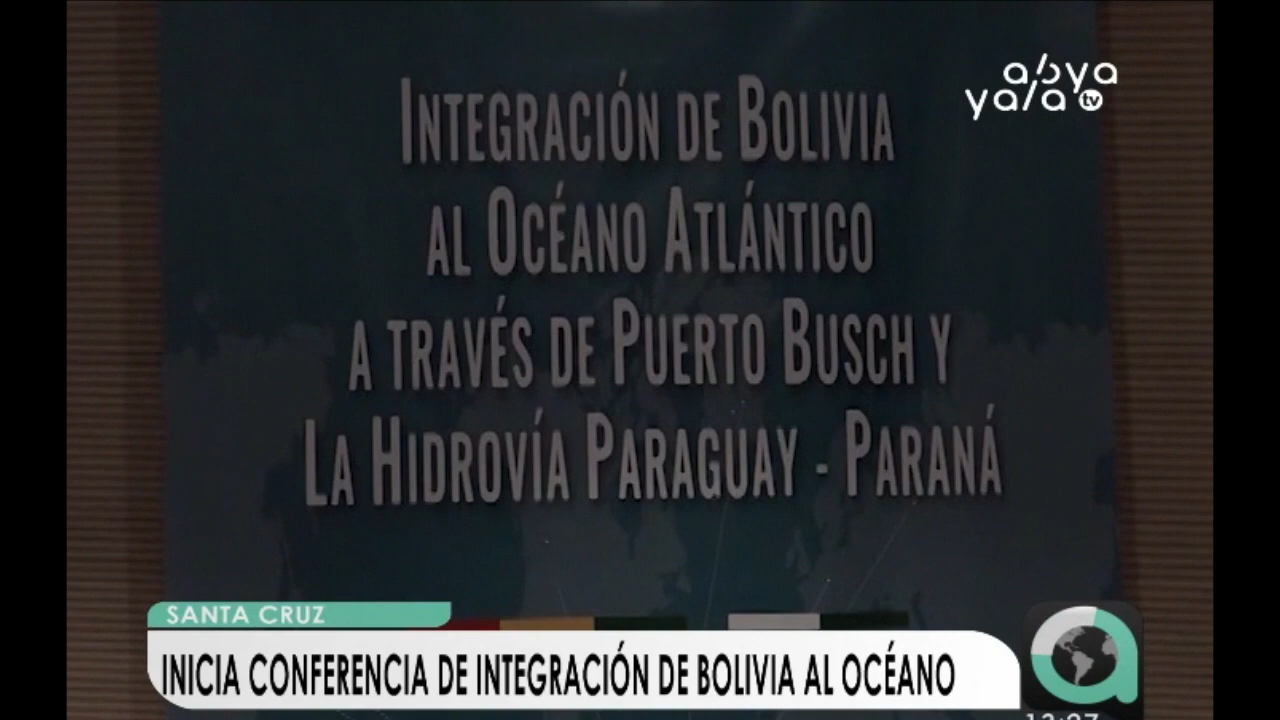 abya
yala tv
INTEGRACIÓN DE BOLIVIA
AL OCÉANO ATLÁNTICO
A TRAVÉS DE PUERTO BUSCH Y
LA HIDROVÍA PARAGUAY - PARANÁ
SANTA CRUZ
INICIA CONFERENCIA DE INTEGRACIÓN DE BOLIVIA AL OCÉANO